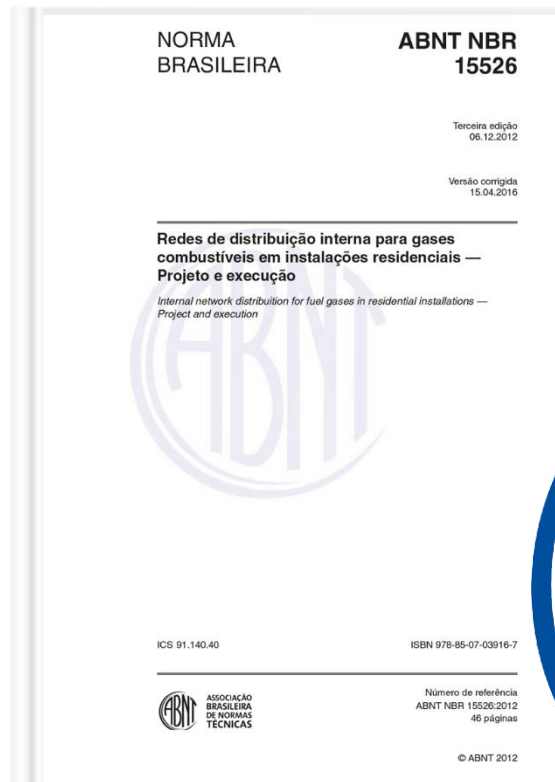 NORMA
BRASILEIRA
ABNT NBR
15526
Terceira edição
06.12.2012
Versão corrigida
15.04.2016
Redes de distribuição interna para gases
combustíveis em instalações residenciais —
Projeto e execução
Internal network distribuition for fuel gases in residential installations —
Project and execution
ABNT
ICS 91.140.40
ISBN 978-85-07-03916-7
ABNT
ASSOCIAÇÃO
BRASILEIRA
DE NORMAS
TÉCNICAS
Número de referência
ABNT NBR 15526:2012
46 páginas
© ABNT 2012